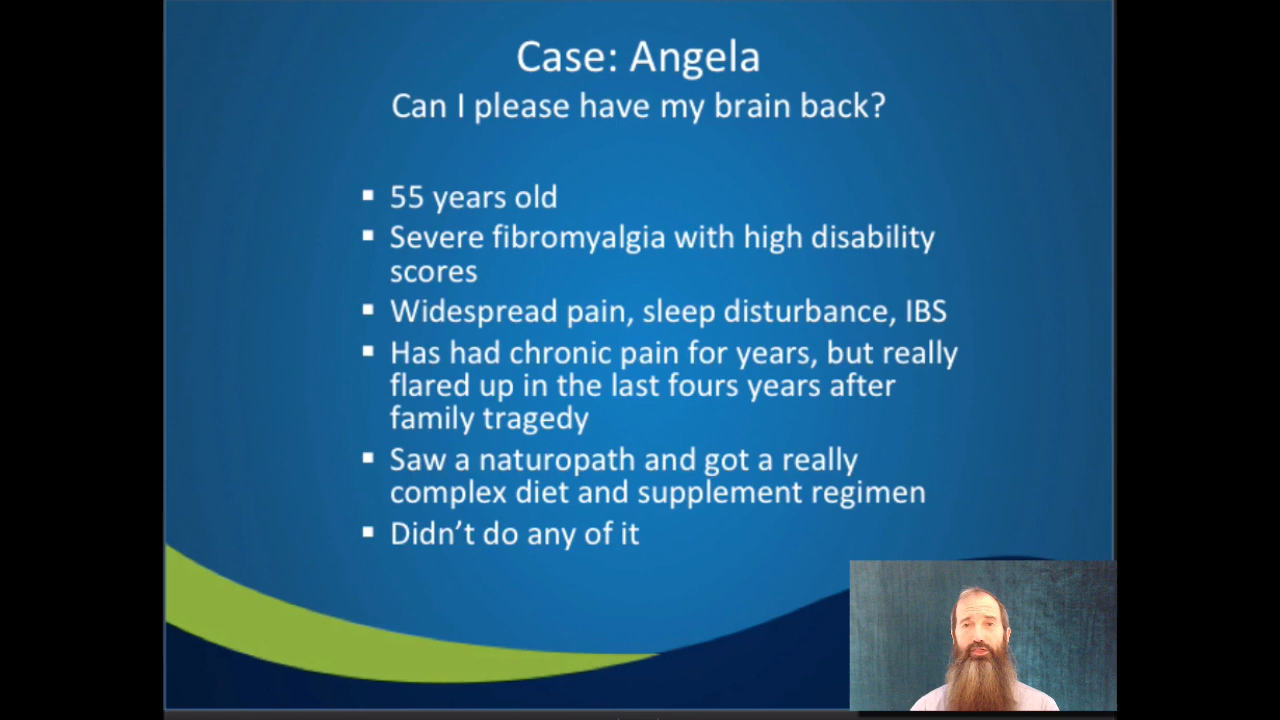 Case: Angela
Can I please have my brain back?
▪ 55 years old
▪ Severe fibromyalgia with high disability
scores
▪ Widespread pain, sleep disturbance, IBS
▪ Has had chronic pain for years, but really
flared up in the last fours years after
family tragedy
▪ Saw a naturopath and got a really
complex diet and supplement regimen
▪ Didn’t do any of it